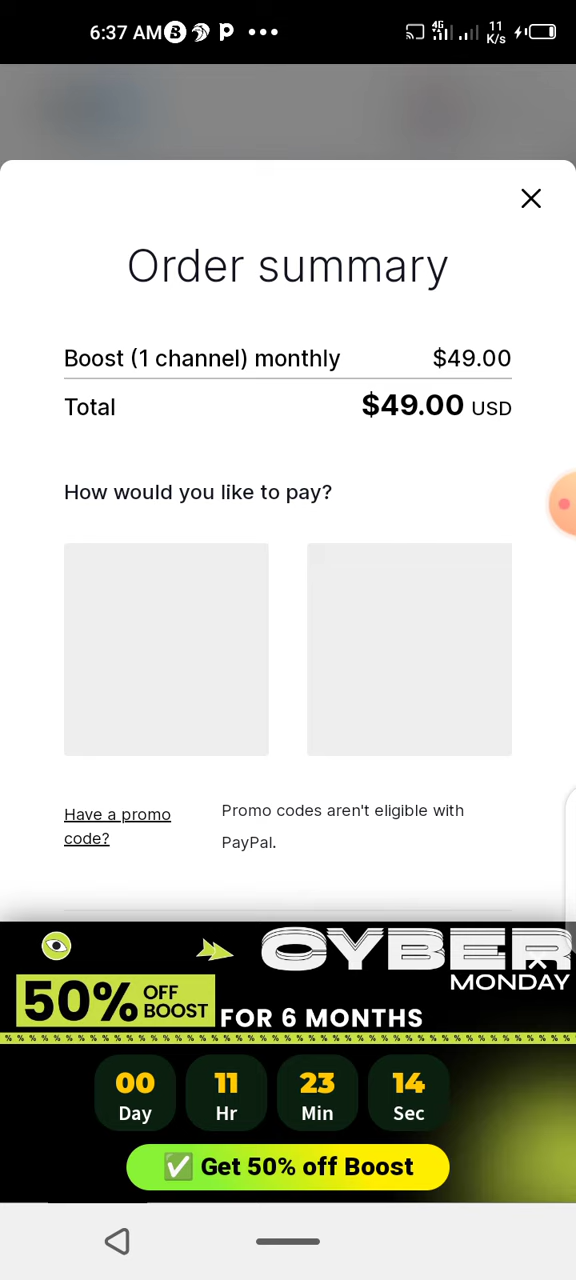 6:37 AM
4G
11 K/s
Order summary
Boost (1 channel) monthly $49.00
Total $49.00 USD
How would you like to pay?
Have a promo code?
Promo codes aren't eligible with PayPal.
CYBER
MONDAY
50% OFF BOOST FOR 6 MONTHS
00 11 23 14
Day Hr Min Sec
✅ Get 50% off Boost